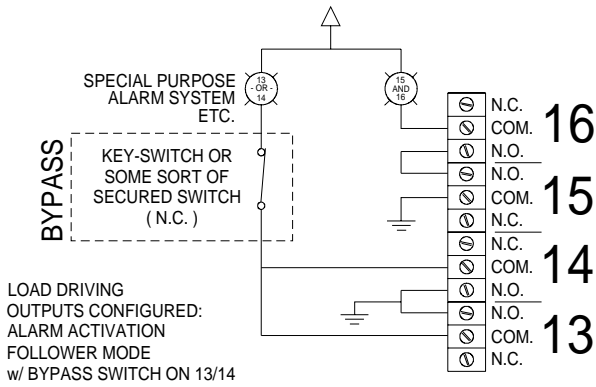 SPECIAL PURPOSE
ALARM SYSTEM
ETC.
13
- OR -
14
15
AND
16
BYPASS
KEY-SWITCH OR
SOME SORT OF
SECURED SWITCH
( N.C. )
N.C.
COM.
N.O.
16
N.O.
COM.
N.C.
15
N.C.
COM.
N.O.
14
N.O.
COM.
N.C.
13
LOAD DRIVING
OUTPUTS CONFIGURED:
ALARM ACTIVATION
FOLLOWER MODE
w/ BYPASS SWITCH ON 13/14